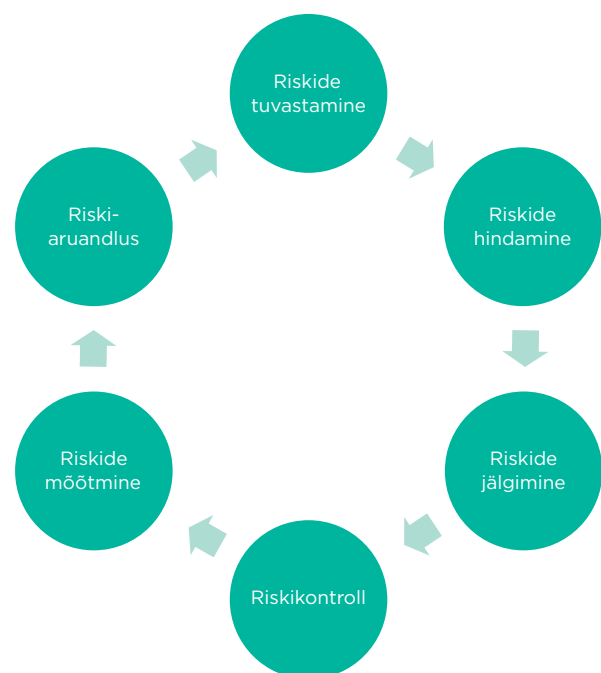 Riskide
tuvastamine
Riskide
hindamine
Riskide
jälgimine
Riskikontroll
Riskide
mõõtmine
Riski-
aruandlus